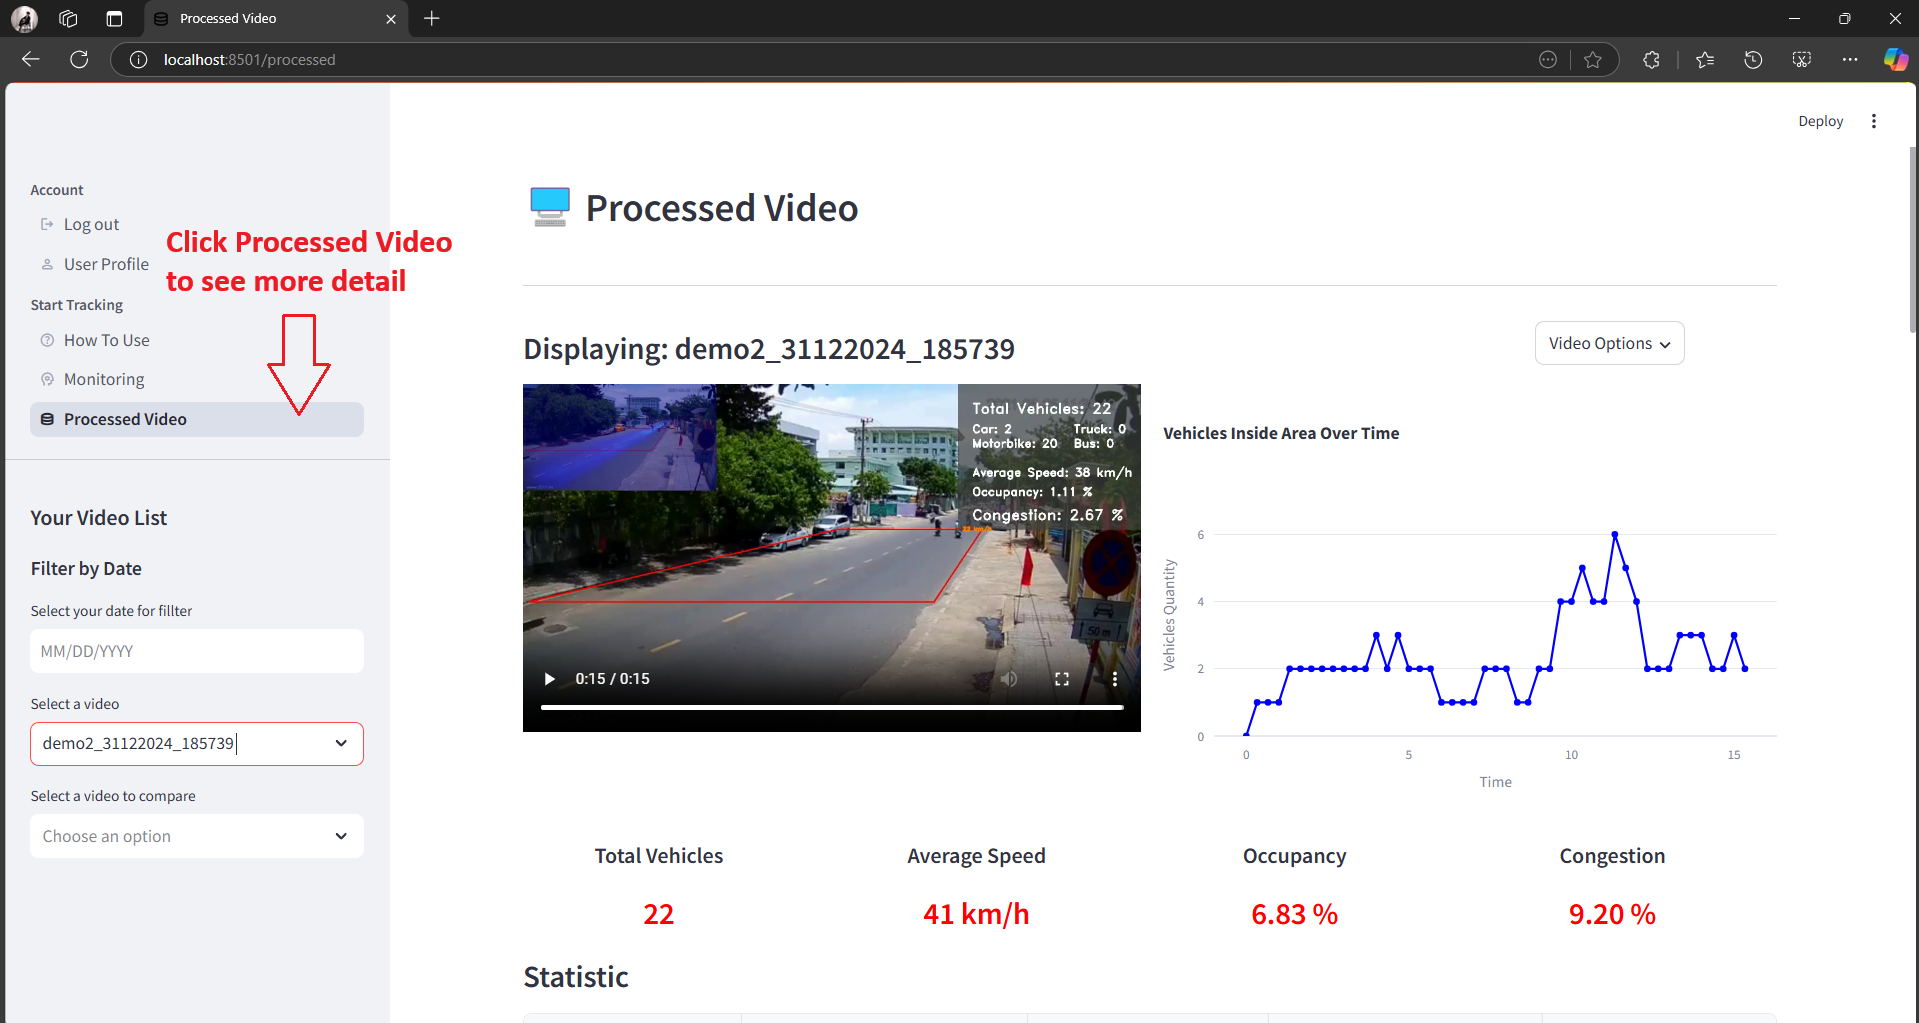 Processed Video
localhost:8501/processed
Deploy
Account
Log out
User Profile
Click Processed Video
to see more detail
Start Tracking
How To Use
Monitoring
Processed Video
Your Video List
Filter by Date
Select your date for fillter
MM/DD/YYYY
Select a video
demo2_31122024_185739
Select a video to compare
Choose an option
Processed Video
Displaying: demo2_31122024_185739
Video Options
Total Vehicles: 22
Car: 2 Truck: 0
Motorbike: 20 Bus: 0
Average Speed: 38 km/h
Occupancy: 1.11 %
Congestion: 2.67 %
50 m
0:15 / 0:15
Vehicles Inside Area Over Time
Vehicles Quantity
6
4
2
0
0 5 10 15
Time
Total Vehicles Average Speed Occupancy Congestion
22 41 km/h 6.83 % 9.20 %
Statistic